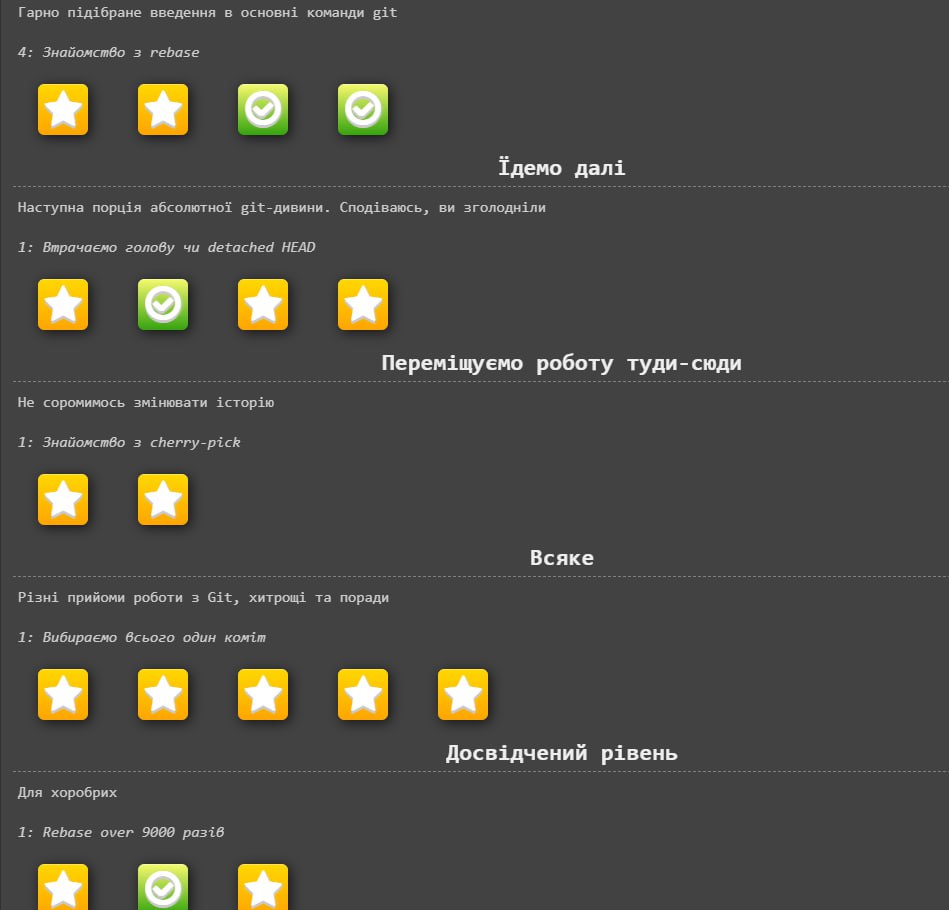 Гарно підібране введення в основні команди git
4: Знайомство з rebase
Їдемо далі
Наступна порція абсолютної git-дивини. Сподіваюсь, ви зголодніли
1: Втрачаємо голову чи detached HEAD
Переміщуємо роботу туди-сюди
Не соромимось змінювати історію
1: Знайомство з cherry-pick
Всяке
Різні прийоми роботи з Git, хитрощі та поради
1: Вибираємо всього один коміт
Досвідчений рівень
Для хоробрих
1: Rebase over 9000 разів